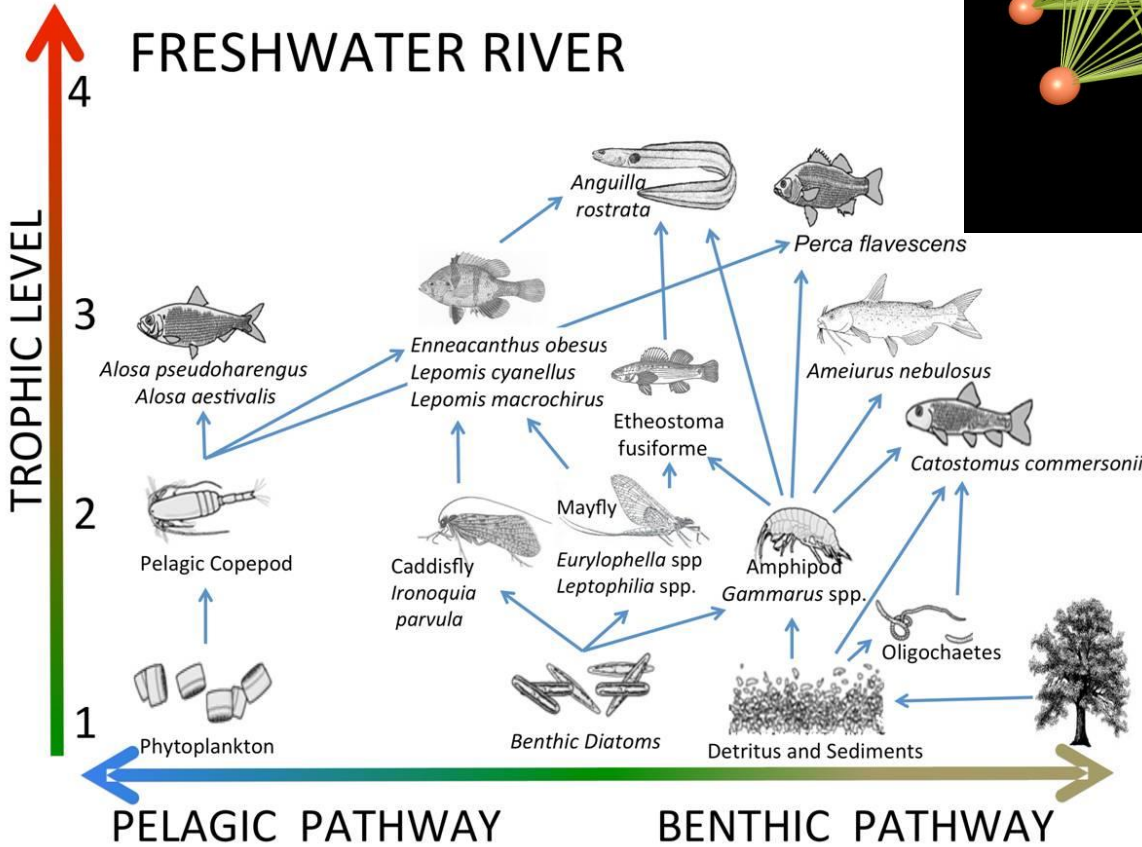 FRESHWATER RIVER
TROPHIC LEVEL
4
3
2
1
Anguilla
rostrata
Perca flavescens
Alosa pseudoharengus
Alosa aestivalis
Enneacanthus obesus
Lepomis cyanellus
Lepomis macrochirus
Etheostoma
fusiforme
Ameiurus nebulosus
Catostomus commersonii
Pelagic Copepod
Caddisfly
Ironoquia
parvula
Mayfly
Eurylophella spp
Leptophilia spp.
Amphipod
Gammarus spp.
Oligochaetes
Phytoplankton
Benthic Diatoms
Detritus and Sediments
PELAGIC PATHWAY
BENTHIC PATHWAY